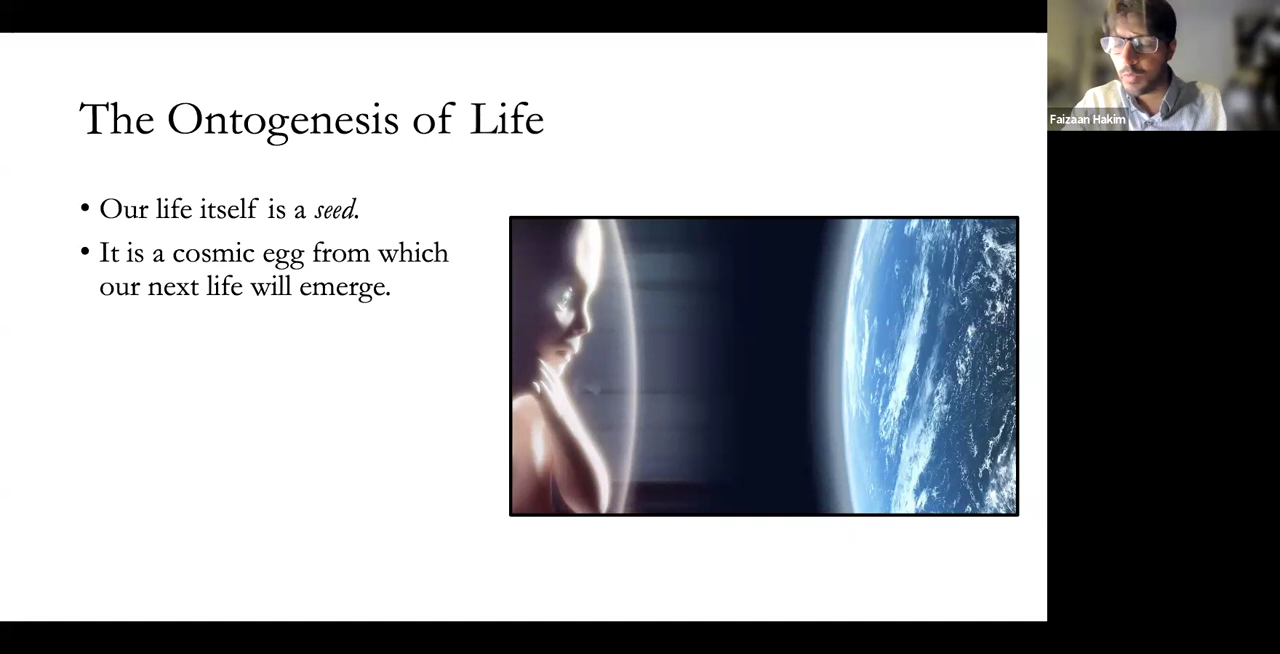 The Ontogenesis of Life
• Our life itself is a seed.
• It is a cosmic egg from which
our next life will emerge.
Faizaan Hakim